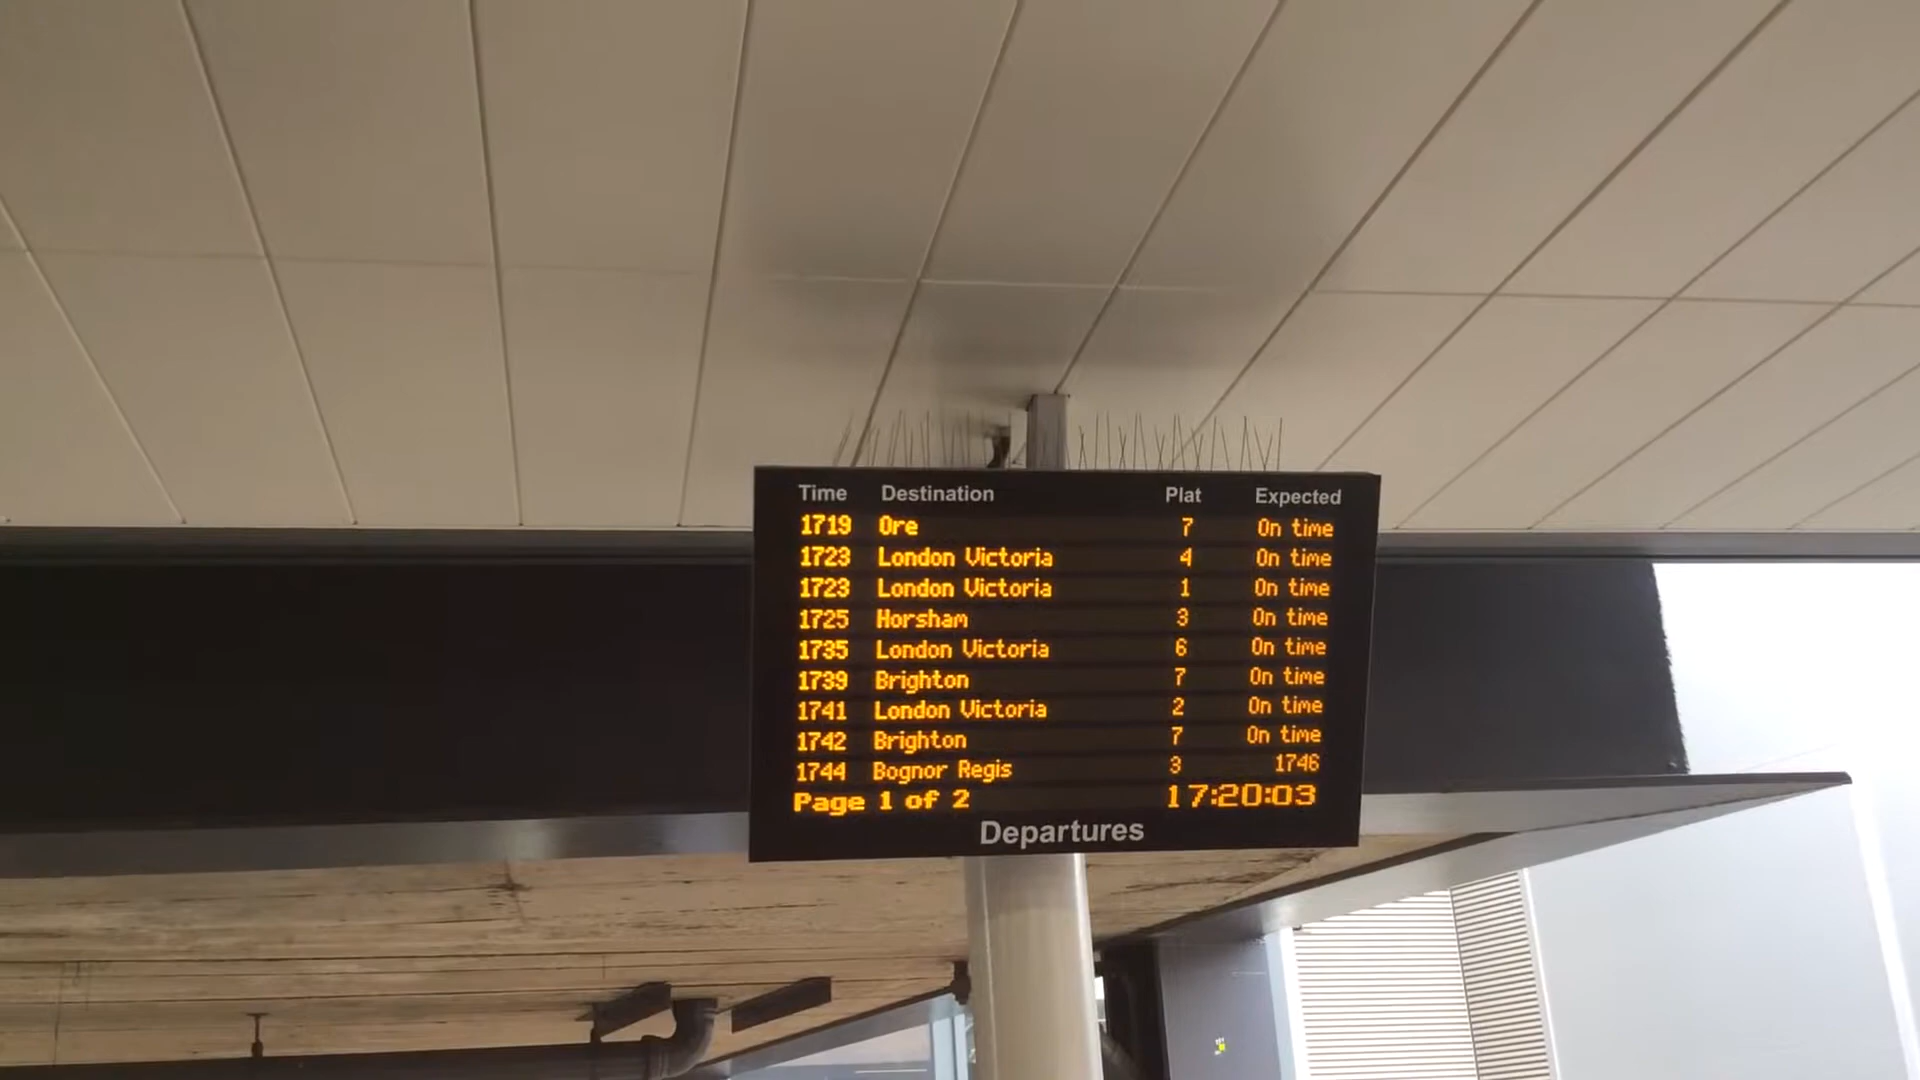 Time Destination Plat Expected
1719 Ore 7 On time
1723 London Victoria 4 On time
1723 London Victoria 1 On time
1725 Horsham 3 On time
1735 London Victoria 6 On time
1739 Brighton 7 On time
1741 London Victoria 2 On time
1742 Brighton 7 On time
1744 Bognor Regis 3 1746
Page 1 of 2 17:20:03
Departures